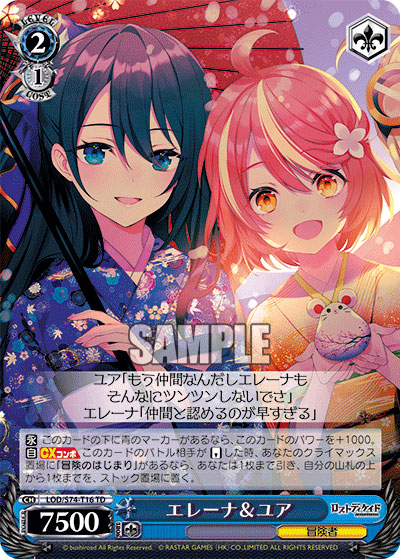 LEVEL
2
1
COST
SAMPLE
ユア「もう仲間なんだしエレーナも
そんなにツンツンしないでさ」
エレーナ「仲間と認めるのが早すぎる」
永 このカードの下に青のマーカーがあるなら、このカードのパワーを+1000。
自 CXコンボ このカードのバトル相手が した時、あなたのクライマックス
置場に「冒険のはじまり」があるなら、あなたは1枚まで引き、自分の山札の上
から1枚を、ストック置場に置く。
CH LOD/S74-T16 TD
7500
エレーナ&ユア
ロストディケイド
冒険者
© bushiroad All Rights Reserved. © RASTAR GAMES (HK) CO., LIMITED ALL RIGHTS RESERVED.